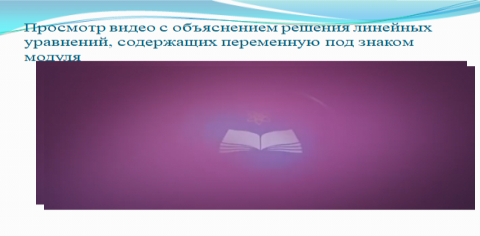 Просмотр видео с объяснением решения линейных
уравнений, содержащих переменную под знаком
модуля